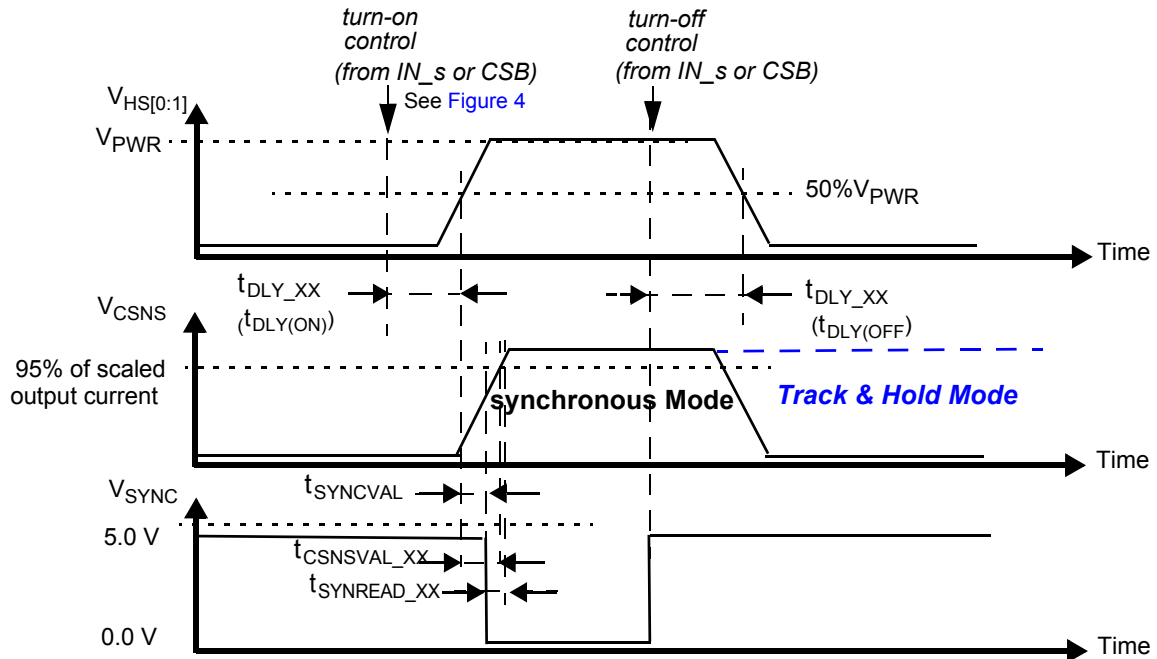 turn-on
control
(from IN_s or CSB)
See Figure 4
turn-off
control
(from IN_s or CSB)
VHS[0:1]
VPWR
50%VPWR
Time
tDLY_XX
(tDLY(ON))
tDLY_XX
(tDLY(OFF)
VCSNS
95% of scaled
output current
synchronous Mode
Track & Hold Mode
Time
tSYNCVAL
VSYNC
5.0 V
tCSNSVAL_XX
tSYNREAD_XX
0.0 V
Time